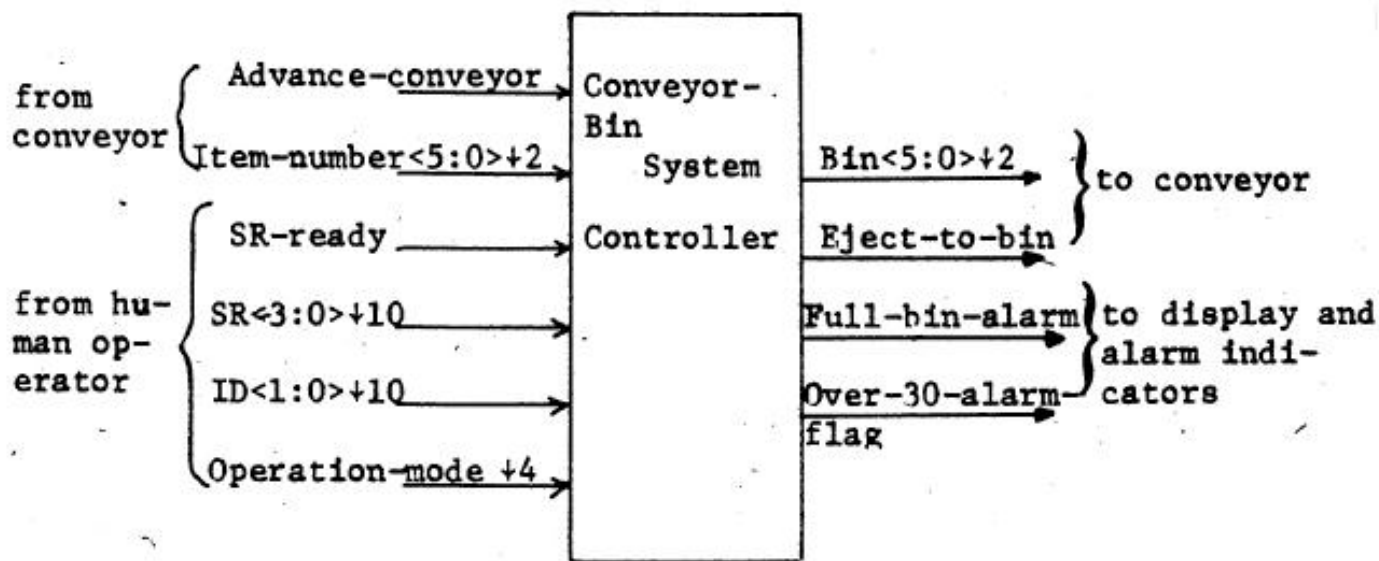 from
conveyor
Advance-conveyor
Item-number<5:0>↓2
from hu-
man op-
erator
SR-ready
SR<3:0>↓10
ID<1:0>↓10
Operation-mode ↓4
Conveyor-
Bin
System
Controller
Bin<5:0>↓2
Eject-to-bin
to conveyor
Full-bin-alarm
Over-30-alarm-
flag
to display and
alarm indi-
cators